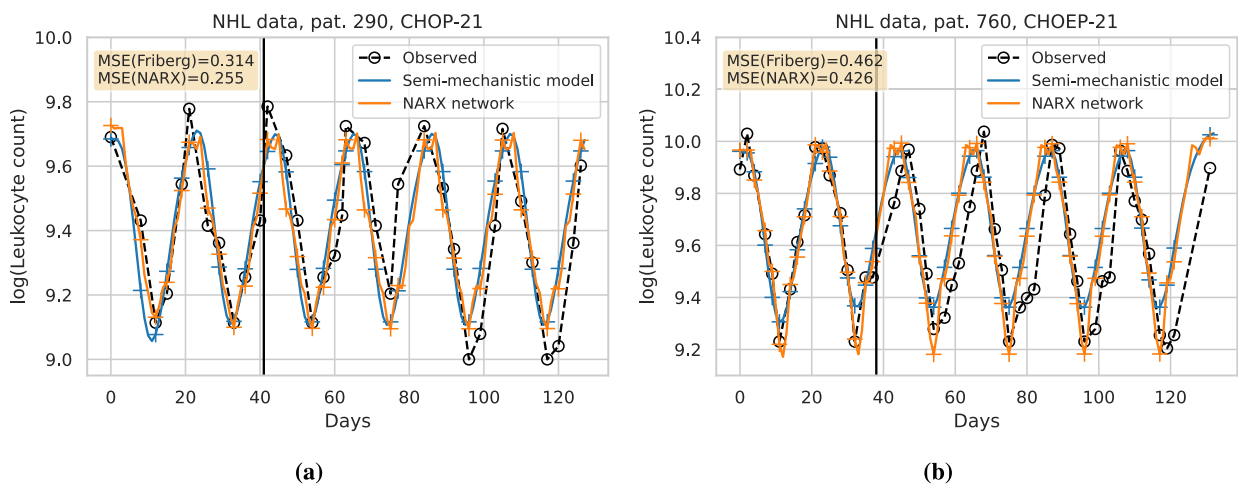 NHL data, pat. 290, CHOP-21
MSE(Friberg)=0.314
MSE(NARX)=0.255
Observed
Semi-mechanistic model
NARX network
log(Leukocyte count)
10.0
9.8
9.6
9.4
9.2
9.0
0
20
40
60
80
100
120
Days
(a)
NHL data, pat. 760, CHOEP-21
MSE(Friberg)=0.462
MSE(NARX)=0.426
Observed
Semi-mechanistic model
NARX network
log(Leukocyte count)
10.4
10.2
10.0
9.8
9.6
9.4
9.2
0
20
40
60
80
100
120
Days
(b)